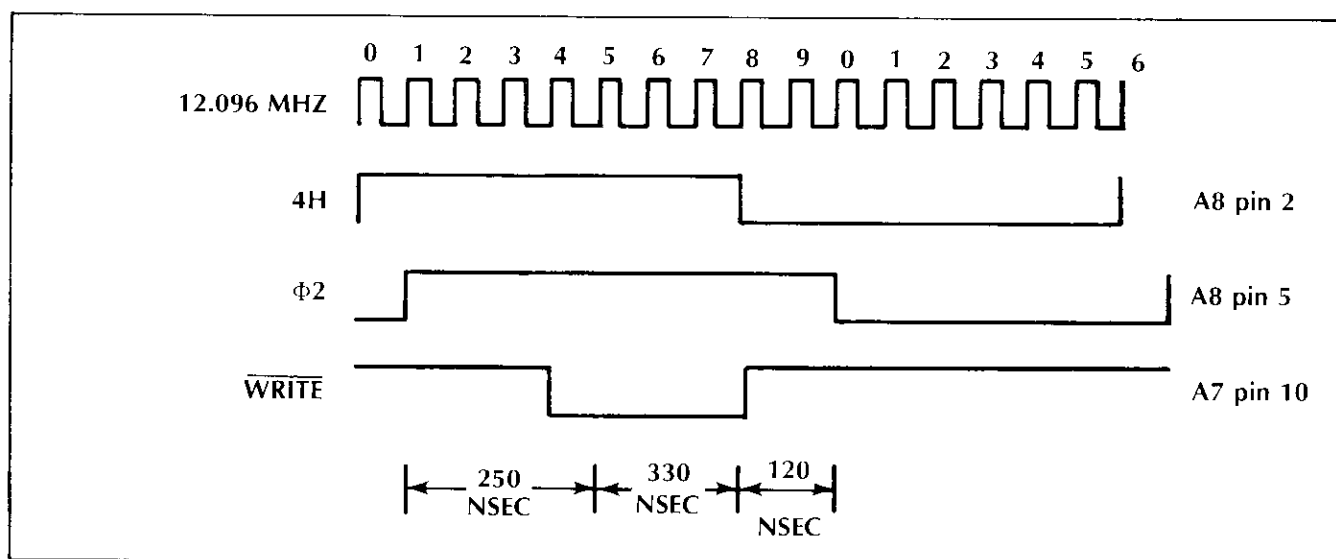 0 1 2 3 4 5 6 7 8 9 0 1 2 3 4 5 6
12.096 MHZ
4H A8 pin 2
Φ2 A8 pin 5
WRITE A7 pin 10
250 330 120
NSEC NSEC NSEC